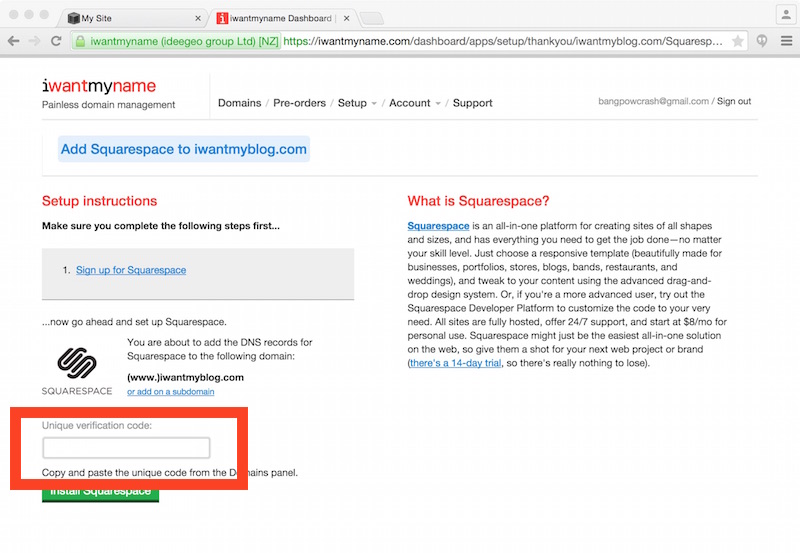 My Site
iwantmyname Dashboard
iwantmyname (ideegeo group Ltd) [NZ] https://iwantmyname.com/dashboard/apps/setup/thankyou/iwantmyblog.com/Squaresp...
iwantmyname
Painless domain management
Domains / Pre-orders / Setup / Account / Support
bangpowcrash@gmail.com / Sign out
Add Squarespace to iwantmyblog.com
Setup instructions
Make sure you complete the following steps first...
1. Sign up for Squarespace
...now go ahead and set up Squarespace.
SQUARESPACE
You are about to add the DNS records for
Squarespace to the following domain:
(www.)iwantmyblog.com
or add on a subdomain
Unique verification code:
Copy and paste the unique code from the Domains panel.
Install Squarespace
What is Squarespace?
Squarespace is an all-in-one platform for creating sites of all shapes
and sizes, and has everything you need to get the job done—no matter
your skill level. Just choose a responsive template (beautifully made for
businesses, portfolios, stores, blogs, bands, restaurants, and
weddings), and tweak to your content using the advanced drag-and-
drop design system. Or, if you're a more advanced user, try out the
Squarespace Developer Platform to customize the code to your very
need. All sites are fully hosted, offer 24/7 support, and start at $8/mo for
personal use. Squarespace might just be the easiest all-in-one solution
on the web, so give them a shot for your next web project or brand
(there's a 14-day trial, so there's really nothing to lose).